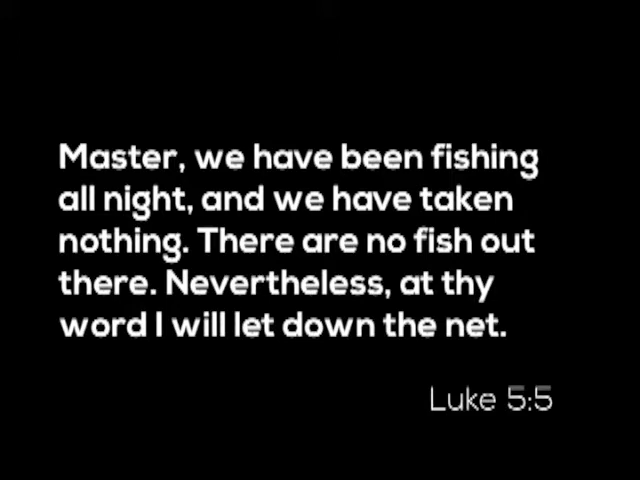 Master, we have been fishing
all night, and we have taken
nothing. There are no fish out
there. Nevertheless, at thy
word I will let down the net.
Luke 5:5